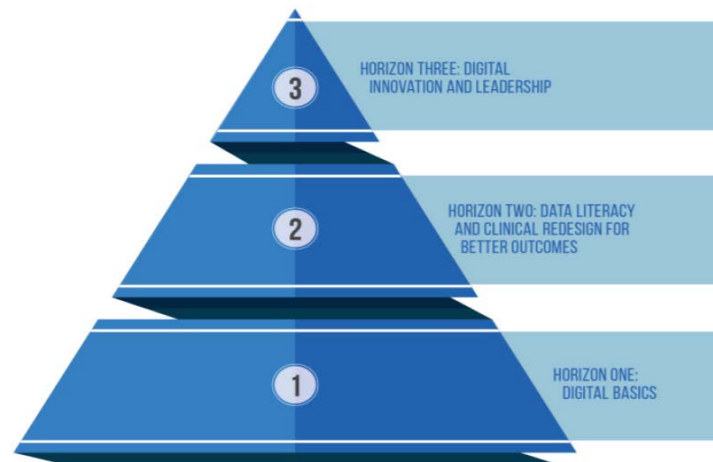 3
HORIZON THREE: DIGITAL
INNOVATION AND LEADERSHIP
2
HORIZON TWO: DATA LITERACY
AND CLINICAL REDESIGN FOR
BETTER OUTCOMES
1
HORIZON ONE:
DIGITAL BASICS